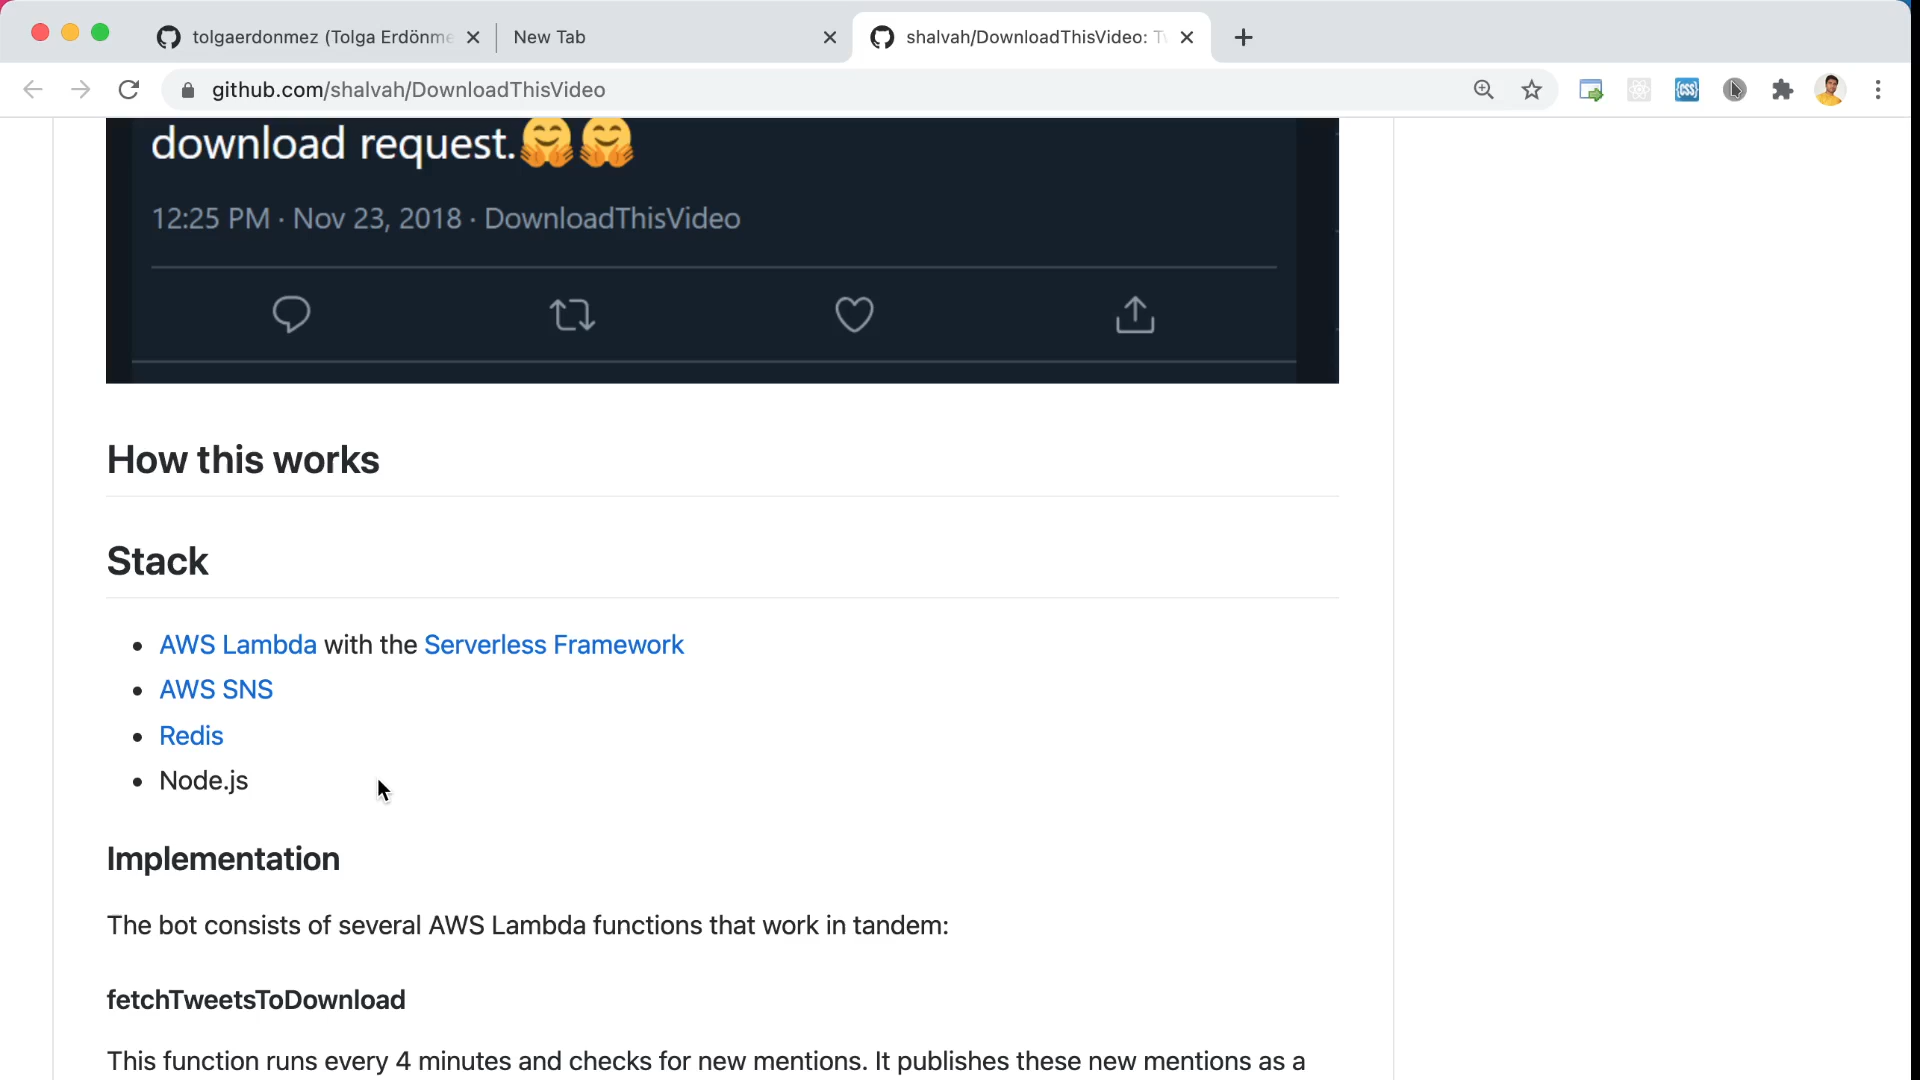 tolgaerdonmez (Tolga Erdönme
New Tab
shalvah/DownloadThisVideo: Tw
github.com/shalvah/DownloadThisVideo
{css}
download request.🤗🤗
12:25 PM · Nov 23, 2018 · DownloadThisVideo
How this works
Stack
• AWS Lambda with the Serverless Framework
• AWS SNS
• Redis
• Node.js
Implementation
The bot consists of several AWS Lambda functions that work in tandem:
fetchTweetsToDownload
This function runs every 4 minutes and checks for new mentions. It publishes these new mentions as a